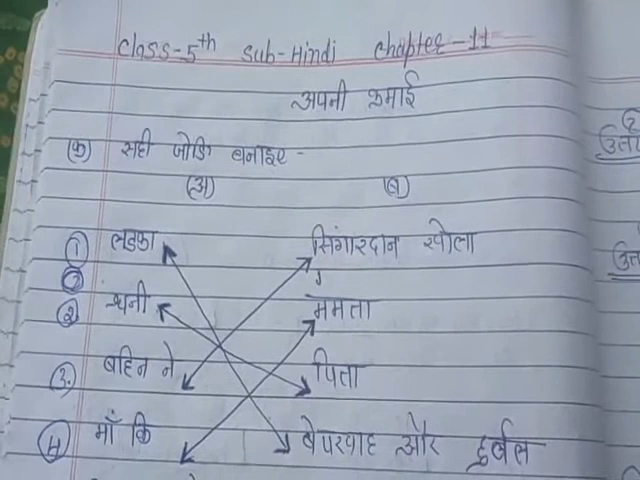 Class-5th Sub-Hindi Chapter-11
अपनी कमाई
(क) सही जोडि बनाइए -
(अ) (ब)
① लडका सिंगारदान खोला
② धनी ममता
③ बहिन ने पिता
④ माँ कि बेपरवाह और दुर्बल